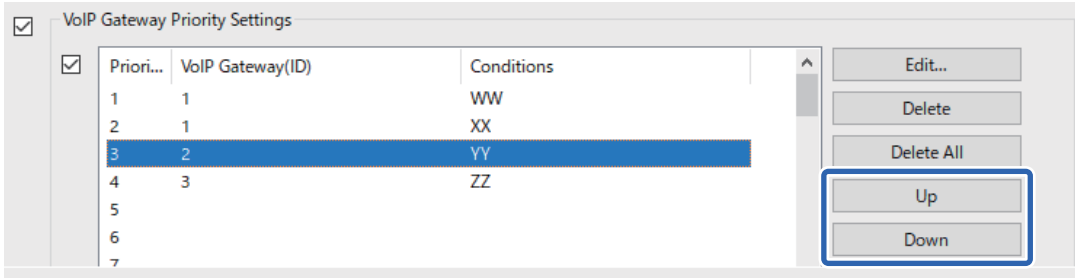 VoIP Gateway Priority Settings
Priori... VoIP Gateway(ID) Conditions
1 1 WW
2 1 XX
3 2 YY
4 3 ZZ
5
6
7
Edit...
Delete
Delete All
Up
Down